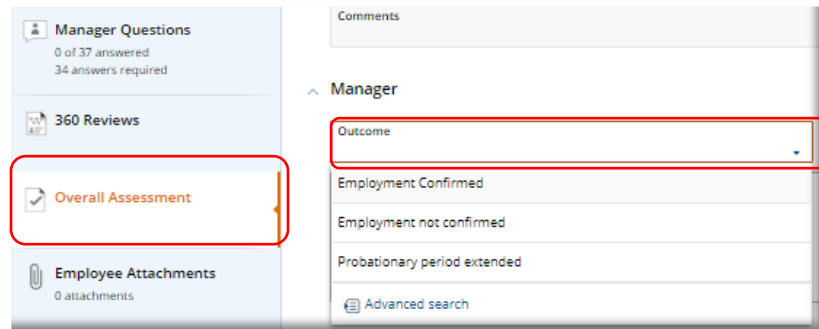 Manager Questions
0 of 37 answered
34 answers required
360 Reviews
Overall Assessment
Employee Attachments
0 attachments
Comments
Manager
Outcome
Employment Confirmed
Employment not confirmed
Probationary period extended
Advanced search